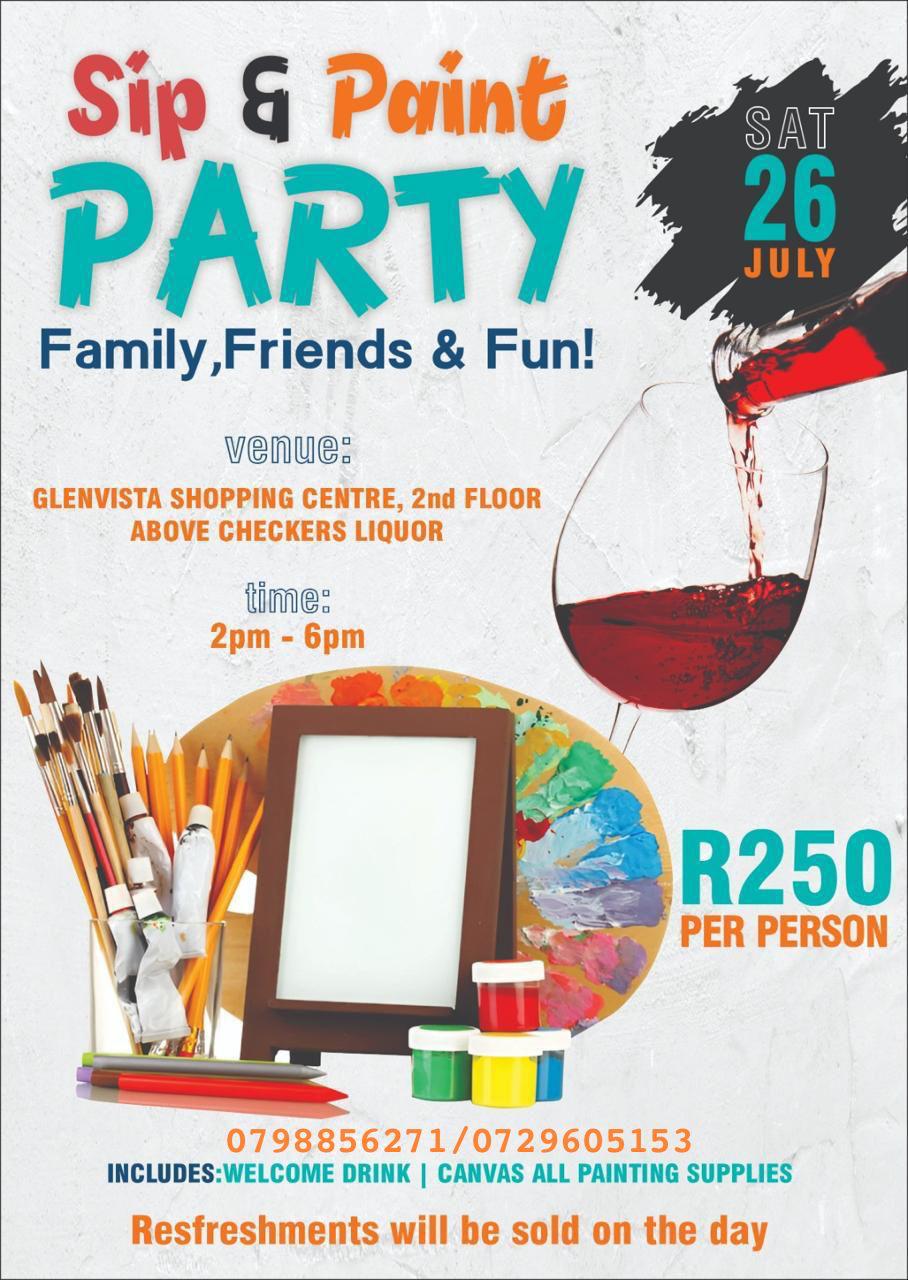 Sip & Paint
PARTY
Family,Friends & Fun!
SAT
26
JULY
venue:
GLENVISTA SHOPPING CENTRE, 2nd FLOOR
ABOVE CHECKERS LIQUOR
time:
2pm - 6pm
R250
PER PERSON
0798856271/0729605153
INCLUDES:WELCOME DRINK | CANVAS ALL PAINTING SUPPLIES
Resfreshments will be sold on the day